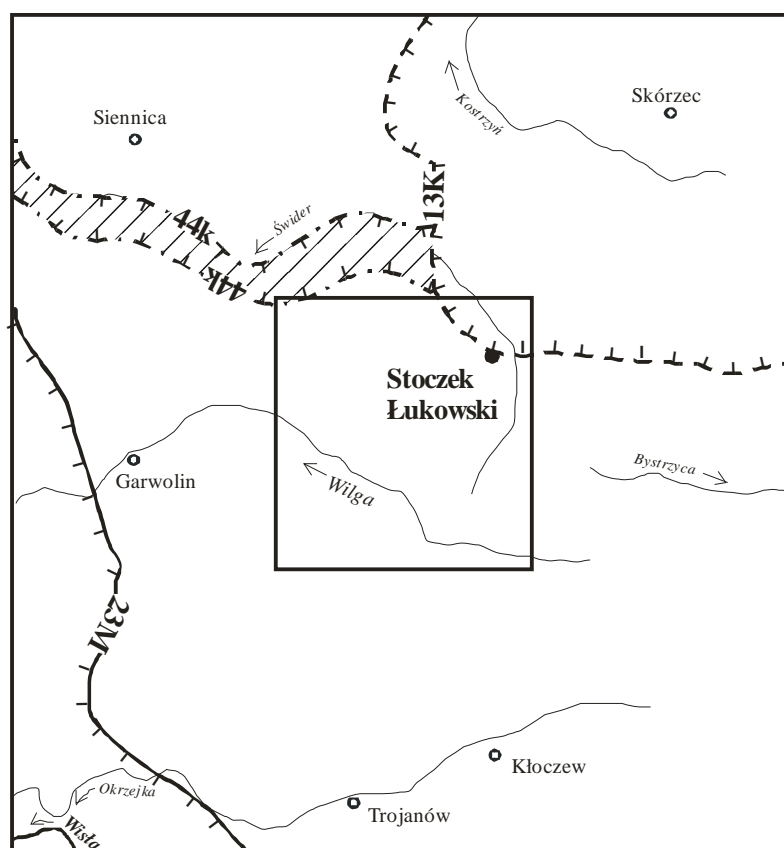 Siennica
Skórzec
Kostrzyń
13K
44k
Świder
44k
Stoczek
Łukowski
Garwolin
Bystrzyca
Wilga
23M
Kłoczew
Okrzejka
Trojanów
Wisła